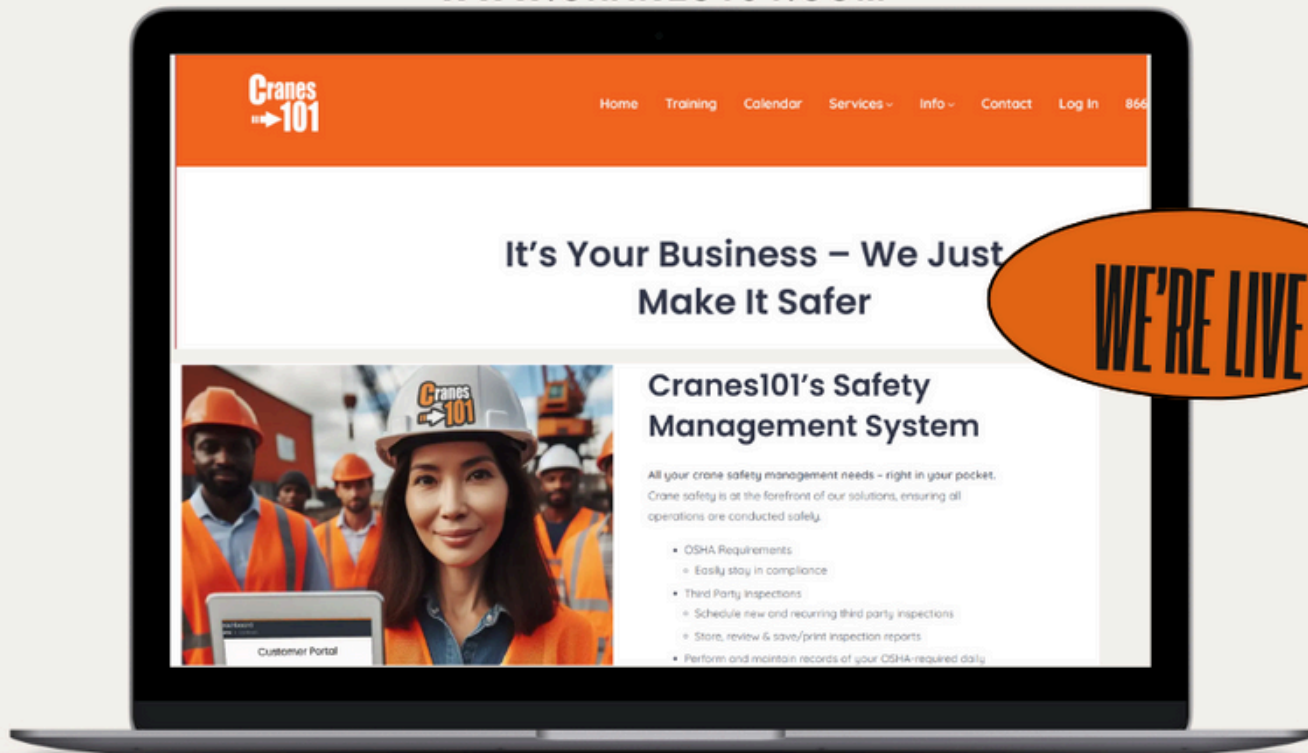 Cranes
101
Home Training Calendar Services Info Contact Log In 866
It's Your Business – We Just
Make It Safer
WE'RE LIVE
Cranes
101
Cranes101's Safety
Management System
All your crane safety management needs – right in your pocket.
Crane safety is at the forefront of our solutions, ensuring all
operations are conducted safely.
• OSHA Requirements
◦ Easily stay in compliance
• Third Party Inspections
◦ Schedule new and recurring third party inspections
◦ Store, review & save/print inspection reports
• Perform and maintain records of your OSHA-required daily
Customer Portal